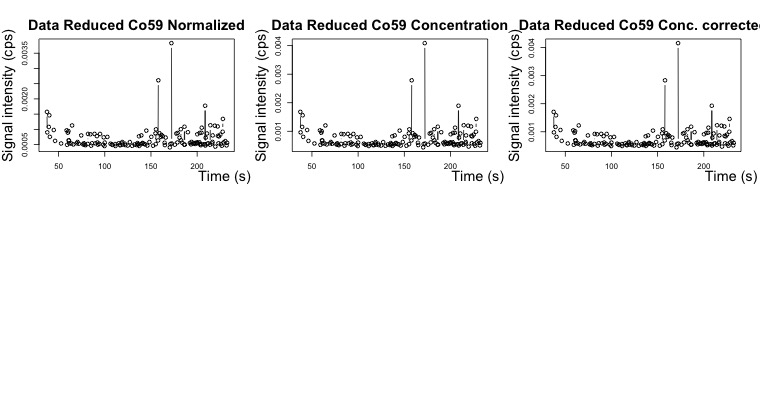 Data Reduced Co59 Normalized
Signal intensity (cps)
0.0005 0.0020 0.0035
50 100 150 200
Time (s)
Data Reduced Co59 Concentration
Signal intensity (cps)
0.001 0.002 0.003 0.004
50 100 150 200
Time (s)
Data Reduced Co59 Conc. corrected
Signal intensity (cps)
0.001 0.002 0.003 0.004
50 100 150 200
Time (s)